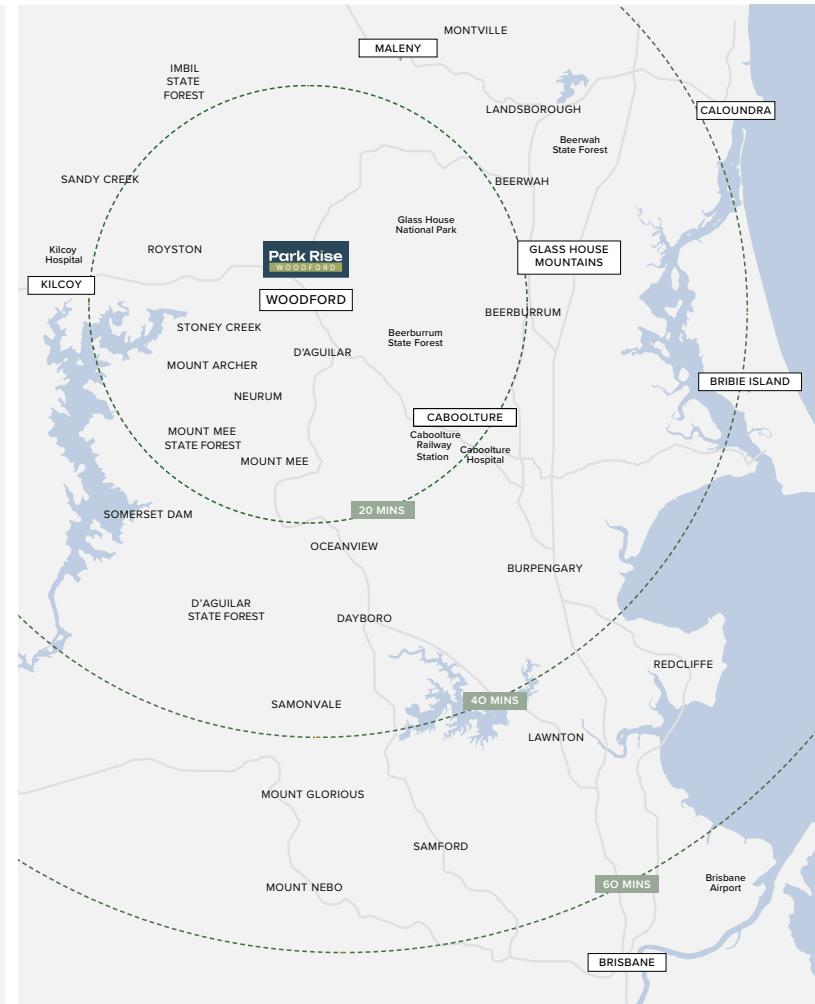 MONTVILLE
MALENY
IMBIL
STATE
FOREST
LANDSBOROUGH
CALOUNDRA
Beerwah
State Forest
SANDY CREEK
BEERWAH
Glass House
National Park
Kilcoy
Hospital
ROYSTON
Park Rise
WOODFORD
GLASS HOUSE
MOUNTAINS
KILCOY
WOODFORD
BEERBURRUM
STONEY CREEK
Beerburrum
State Forest
D'AGUILAR
MOUNT ARCHER
BRIBIE ISLAND
NEURUM
CABOOLTURE
MOUNT MEE
STATE FOREST
Caboolture
Railway
Station
Caboolture
Hospital
MOUNT MEE
20 MINS
SOMERSET DAM
OCEANVIEW
BURPENGARY
D'AGUILAR
STATE FOREST
DAYBORO
REDCLIFFE
40 MINS
SAMONVALE
LAWNTON
MOUNT GLORIOUS
SAMFORD
MOUNT NEBO
60 MINS
Brisbane
Airport
BRISBANE